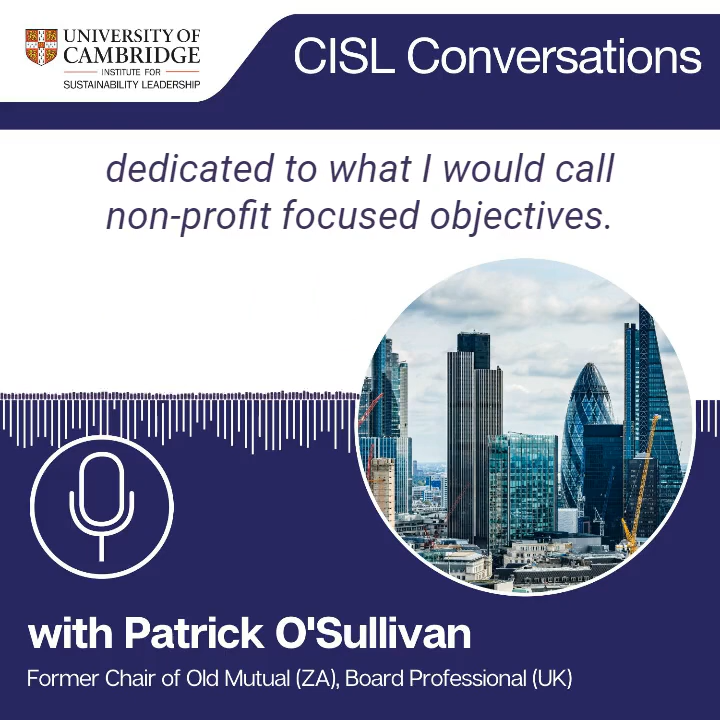 UNIVERSITY OF
CAMBRIDGE
INSTITUTE FOR
SUSTAINABILITY LEADERSHIP
CISL Conversations
dedicated to what I would call
non-profit focused objectives.
with Patrick O'Sullivan
Former Chair of Old Mutual (ZA), Board Professional (UK)